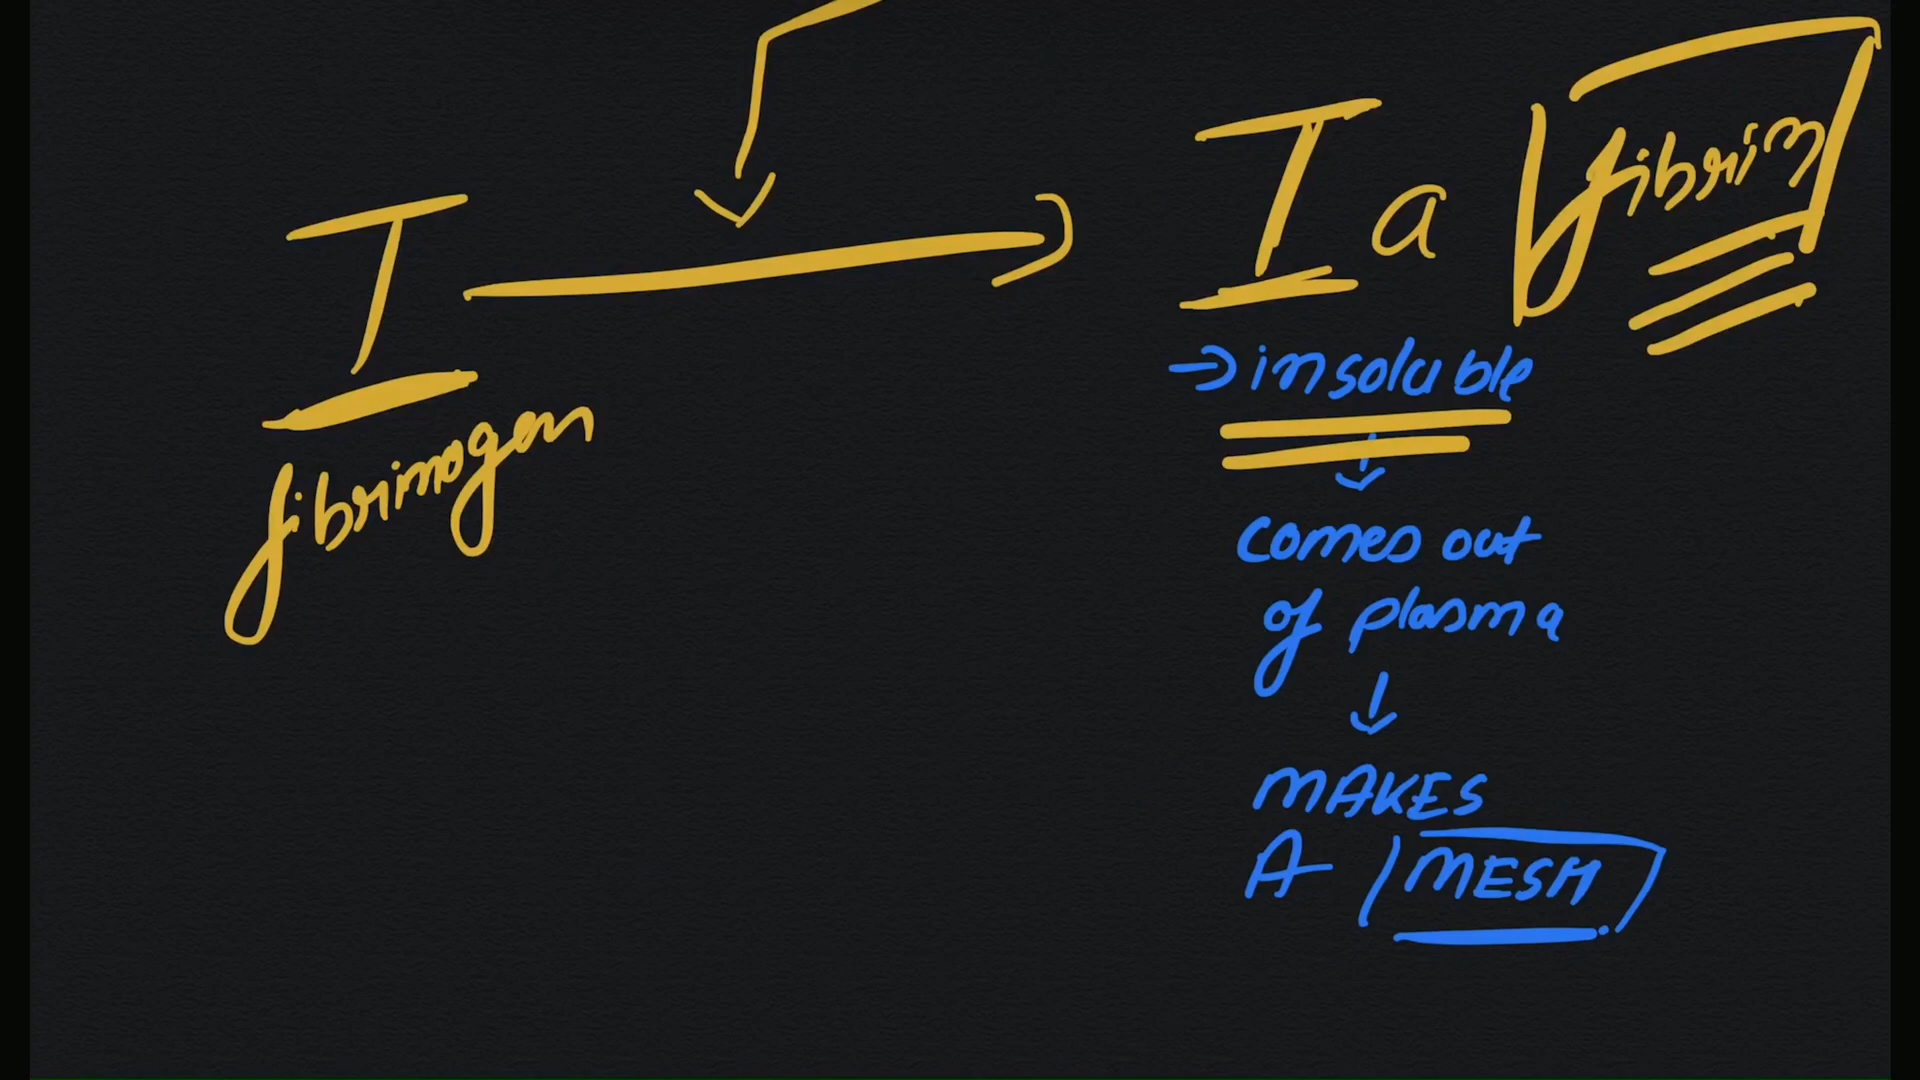 I
fibrinogen
Ia fibrin
→ insoluble
↓
comes out
of plasma
↓
MAKES
A MESH